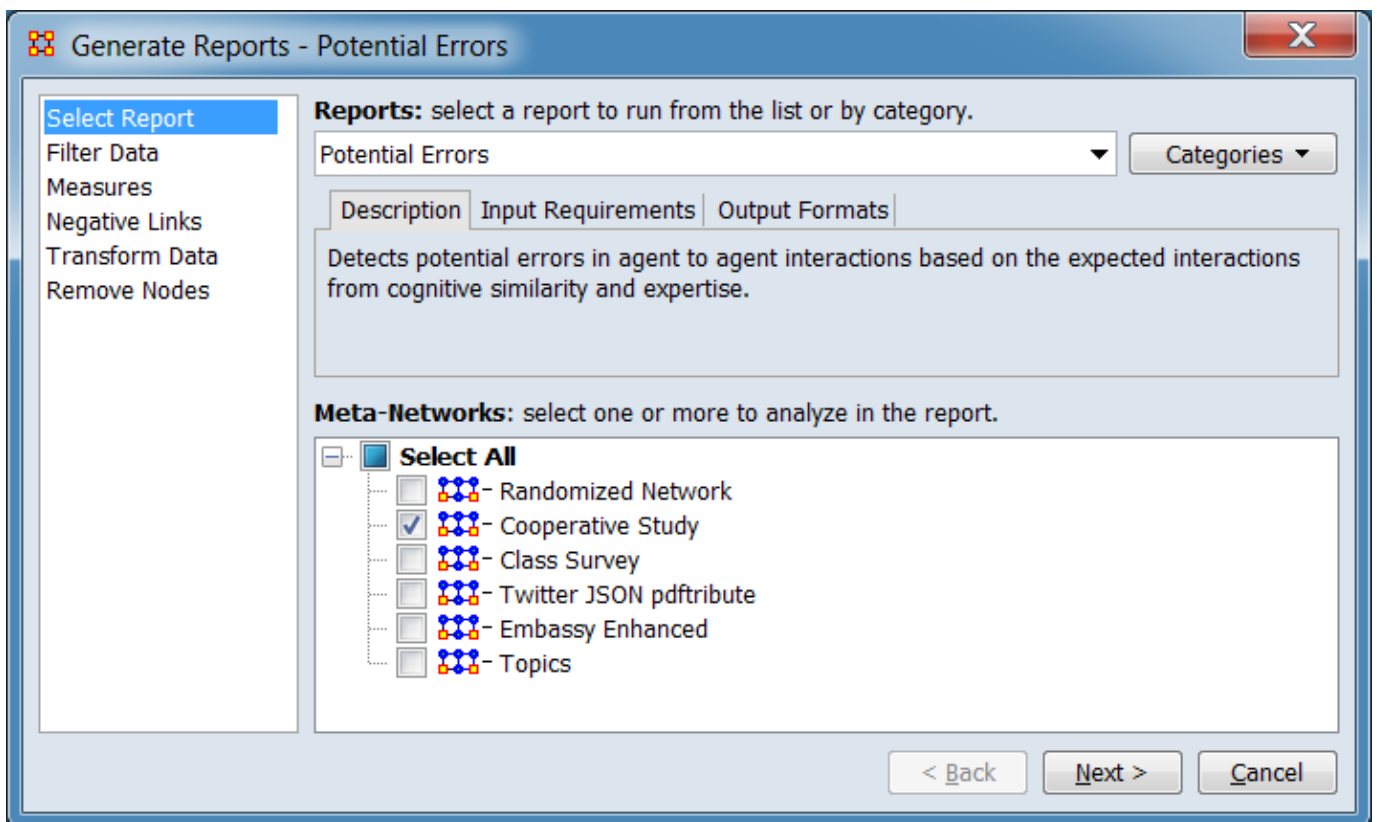 Generate Reports - Potential Errors
Select Report
Filter Data
Measures
Negative Links
Transform Data
Remove Nodes
Reports: select a report to run from the list or by category.
Potential Errors
Categories
Description
Input Requirements
Output Formats
Detects potential errors in agent to agent interactions based on the expected interactions
from cognitive similarity and expertise.
Meta-Networks: select one or more to analyze in the report.
Select All
Randomized Network
Cooperative Study
Class Survey
Twitter JSON pdftribute
Embassy Enhanced
Topics
< Back
Next >
Cancel